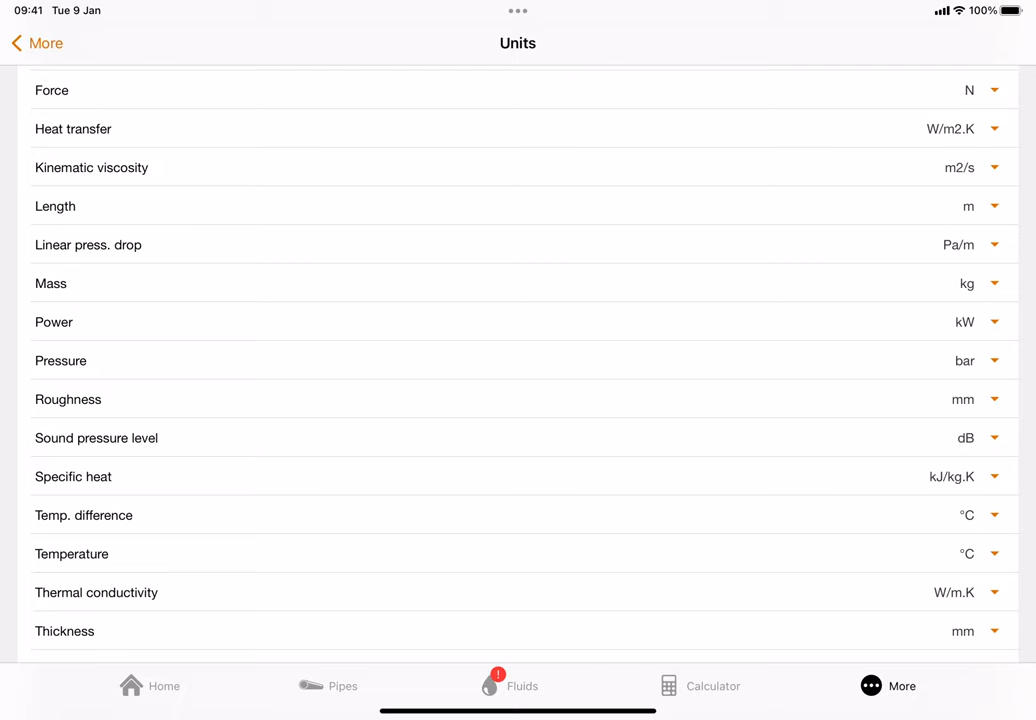 09:41 Tue 9 Jan 100%
More Units
Force N
Heat transfer W/m2.K
Kinematic viscosity m2/s
Length m
Linear press. drop Pa/m
Mass kg
Power kW
Pressure bar
Roughness mm
Sound pressure level dB
Specific heat kJ/kg.K
Temp. difference °C
Temperature °C
Thermal conductivity W/m.K
Thickness mm
!
Home Pipes Fluids Calculator More